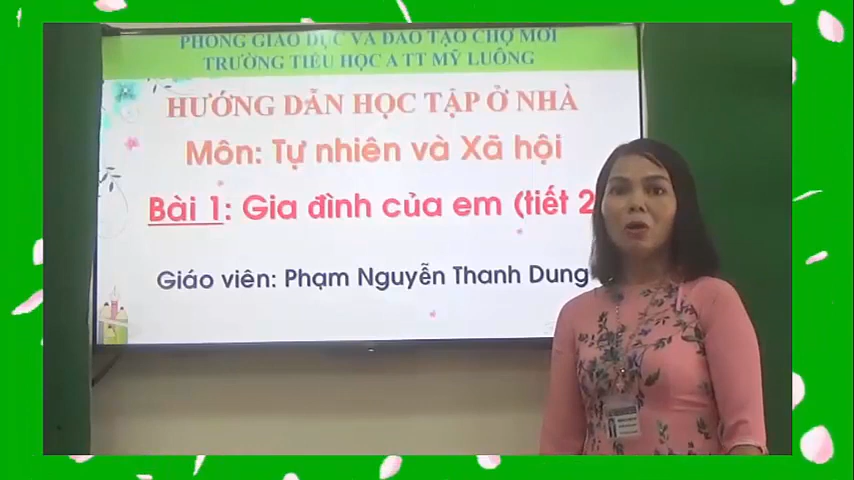 PHÒNG GIÁO DỤC VÀ ĐÀO TẠO CHỢ MỚI
TRƯỜNG TIỂU HỌC A TT MỸ LUÔNG
HƯỚNG DẪN HỌC TẬP Ở NHÀ
Môn: Tự nhiên và Xã hội
Bài 1: Gia đình của em (tiết 2
Giáo viên: Phạm Nguyễn Thanh Dung